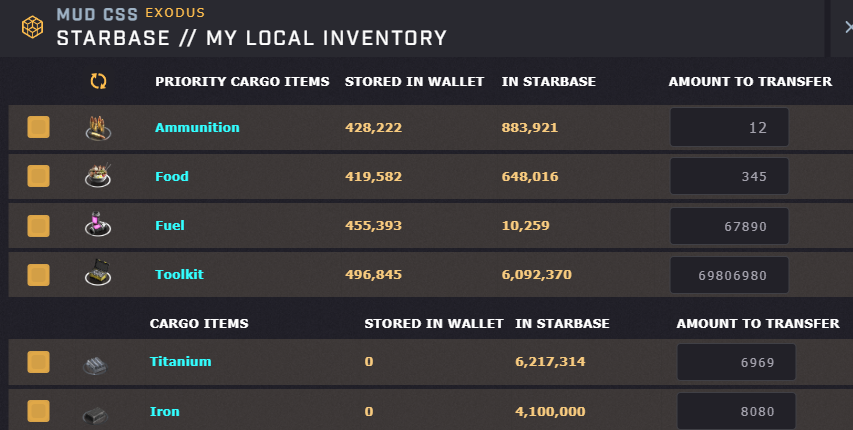 MUD CSS EXODUS
STARBASE // MY LOCAL INVENTORY
PRIORITY CARGO ITEMS STORED IN WALLET IN STARBASE AMOUNT TO TRANSFER
Ammunition 428,222 883,921 12
Food 419,582 648,016 345
Fuel 455,393 10,259 67890
Toolkit 496,845 6,092,370 69806980
CARGO ITEMS STORED IN WALLET IN STARBASE AMOUNT TO TRANSFER
Titanium 0 6,217,314 6969
Iron 0 4,100,000 8080